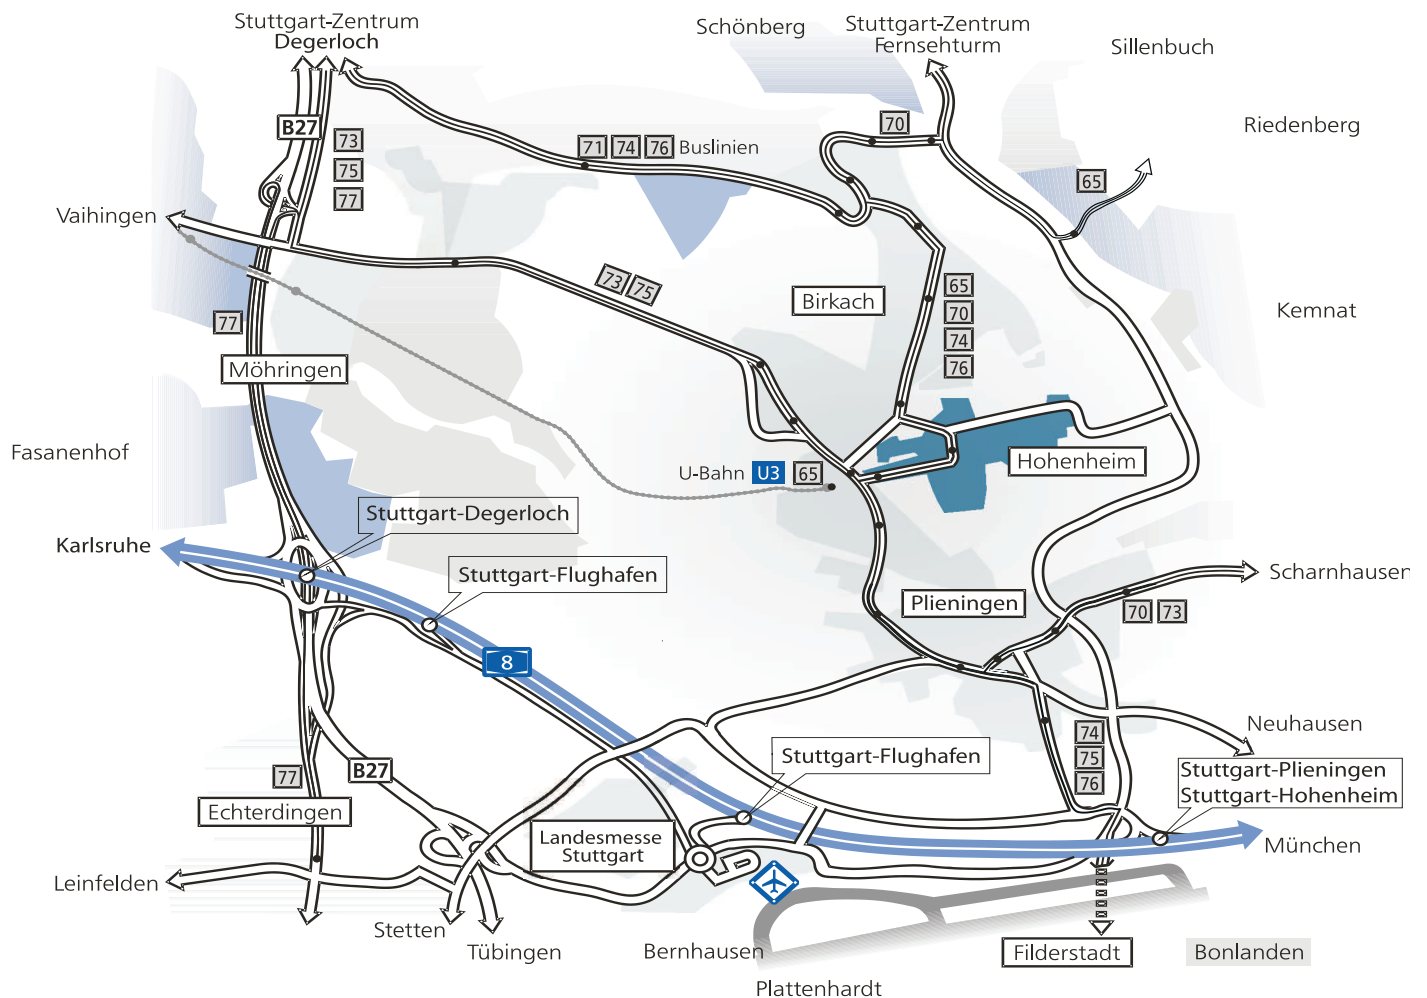 Stuttgart-Zentrum
Degerloch
Schönberg
Stuttgart-Zentrum
Fernsehturm
Sillenbuch
Riedenberg
B27
73
75
77
71 74 76 Buslinien
70
65
Vaihingen
73 75
Birkach
65
70
74
76
Kemnat
77
Möhringen
Fasanenhof
U-Bahn U3 65
Hohenheim
Stuttgart-Degerloch
Karlsruhe
Stuttgart-Flughafen
Scharnhausen
Plieningen
70 73
8
Neuhausen
74
75
76
Stuttgart-Flughafen
Stuttgart-Plieningen
Stuttgart-Hohenheim
77
B27
Echterdingen
Landesmesse
Stuttgart
München
Leinfelden
Stetten
Tübingen
Bernhausen
Filderstadt
Bonlanden
Plattenhardt